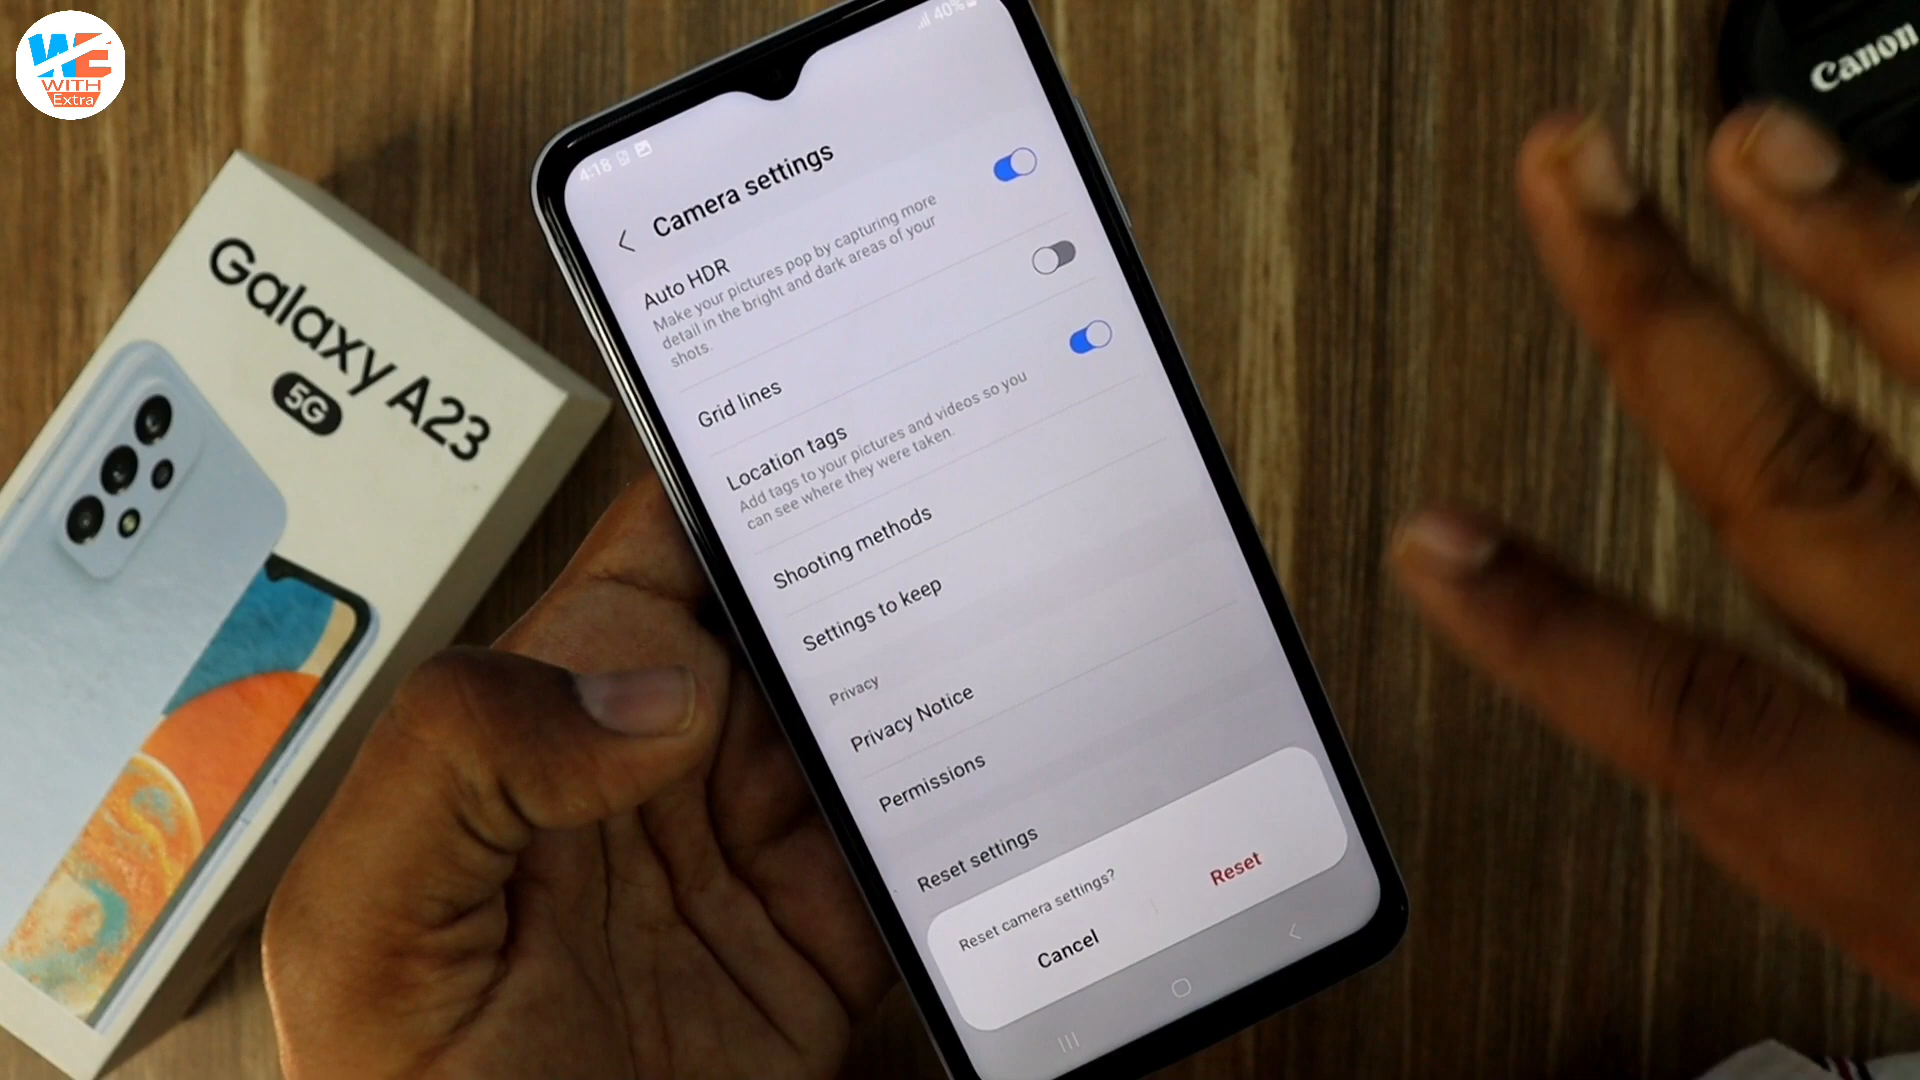 WE
WITH
Extra
Canon
Galaxy A23
5G
4:18
40%
Camera settings
Auto HDR
Make your pictures pop by capturing more
detail in the bright and dark areas of your
shots.
Grid lines
Location tags
Add tags to your pictures and videos so you
can see where they were taken.
Shooting methods
Settings to keep
Privacy
Privacy Notice
Permissions
Reset settings
Reset camera settings?
Cancel
Reset